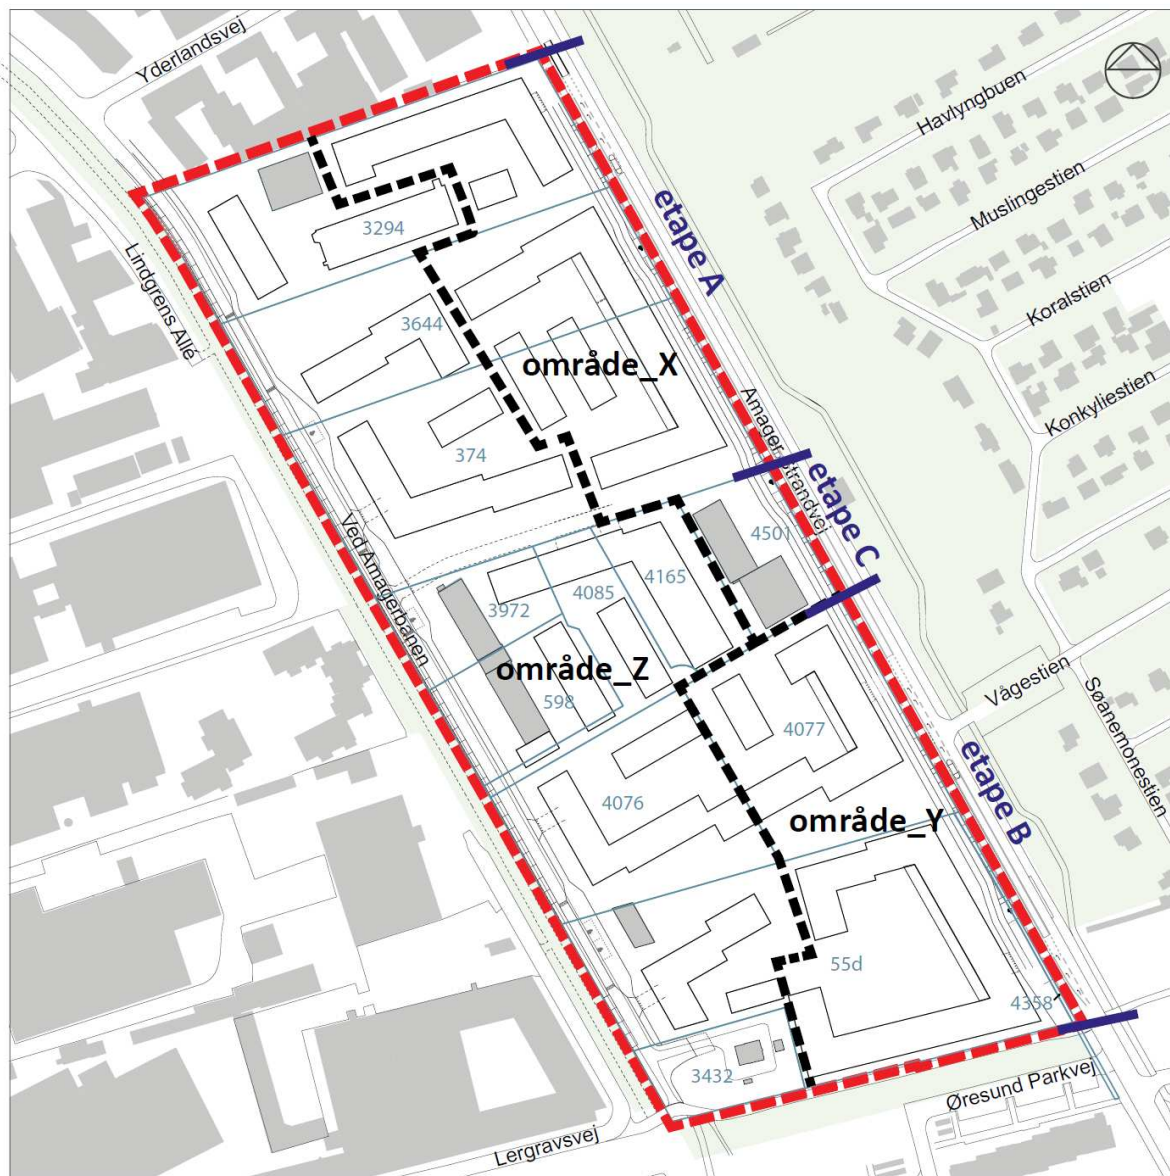 Yderlandsvej
Havlyngbuen
Muslingestien
etape A
3294
Lindgrens Allé
Koralstien
3644
område_X
Konkyliestien
Amager Strandvej
374
etape C
4501
Ved Amagerbanen
4165
4085
3972
område_Z
598
Vågestien
Søanemonestien
4077
etape B
4076
område_Y
55d
4358
3432
Øresund Parkvej
Lergravsvej